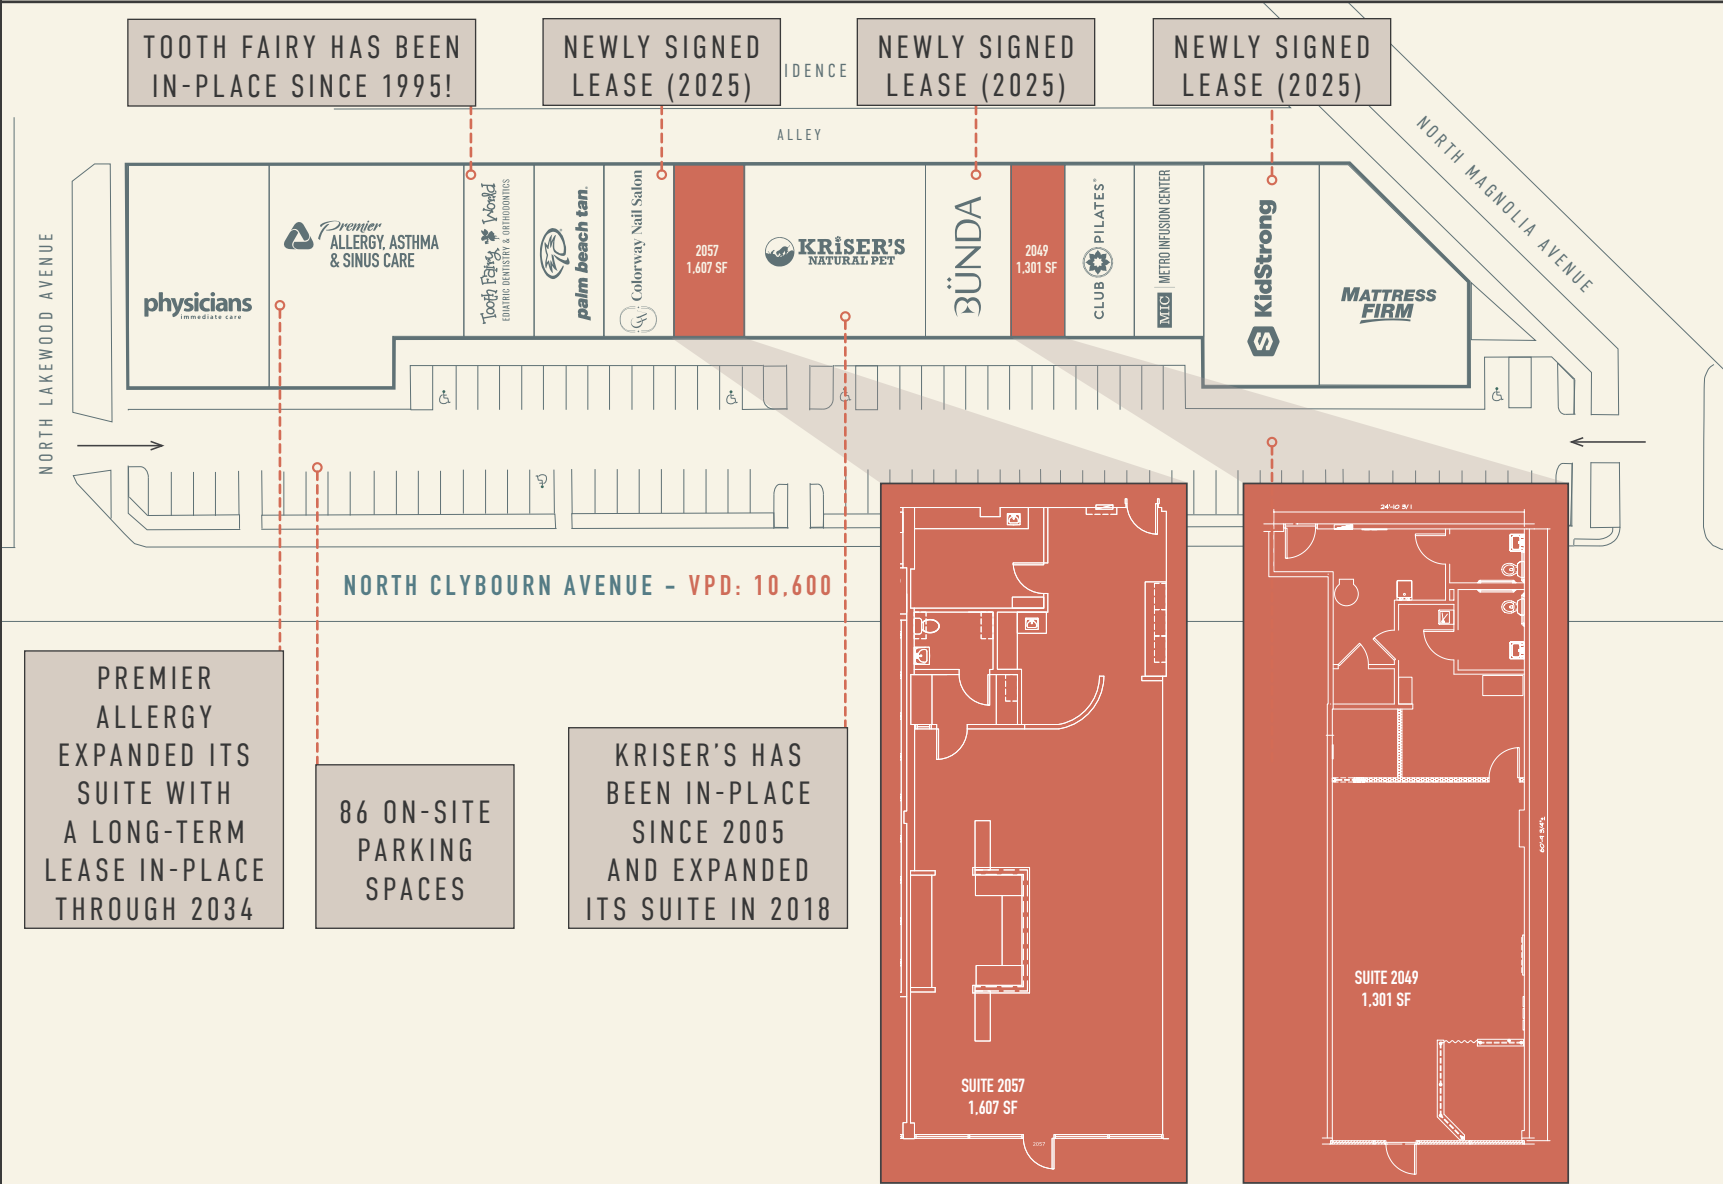 TOOTH FAIRY HAS BEEN
IN-PLACE SINCE 1995!
NEWLY SIGNED
LEASE (2025)
IDENCE
NEWLY SIGNED
LEASE (2025)
NEWLY SIGNED
LEASE (2025)
ALLEY
NORTH MAGNOLIA AVENUE
NORTH LAKEWOOD AVENUE
physicians
immediate care
Premier
ALLERGY, ASTHMA
& SINUS CARE
Tooth Fairy World
EDIATRIC DENTISTRY & ORTHODONTICS
palm beach tan.
Colorway Nail Salon
2057
1,607 SF
KRISER'S
NATURAL PET
BÜNDA
2049
1,301 SF
CLUB PILATES®
MIC METRO INFUSION CENTER
KidStrong
MATTRESS
FIRM
NORTH CLYBOURN AVENUE – VPD: 10,600
PREMIER
ALLERGY
EXPANDED ITS
SUITE WITH
A LONG-TERM
LEASE IN-PLACE
THROUGH 2034
86 ON-SITE
PARKING
SPACES
KRISER'S HAS
BEEN IN-PLACE
SINCE 2005
AND EXPANDED
ITS SUITE IN 2018
SUITE 2057
1,607 SF
2057
SUITE 2049
1,301 SF